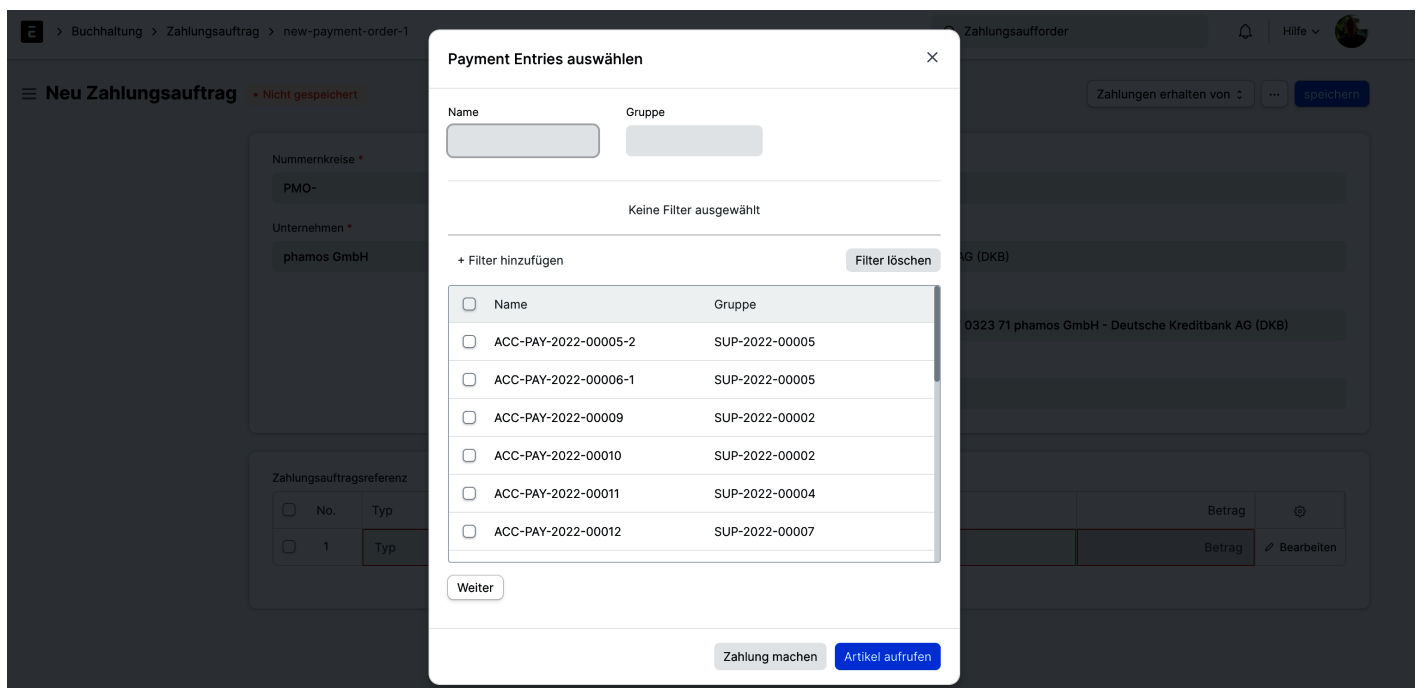 E > Buchhaltung > Zahlungsauftrag > new-payment-order-1
Zahlungsaufforder
Hilfe
Neu Zahlungsauftrag • Nicht gespeichert
Zahlungen erhalten von
...
speichern
Nummernkreise *
PMO-
Unternehmen *
phamos GmbH
AG (DKB)
0323 71 phamos GmbH - Deutsche Kreditbank AG (DKB)
Payment Entries auswählen
Name Gruppe
Keine Filter ausgewählt
+ Filter hinzufügen Filter löschen
Name Gruppe
ACC-PAY-2022-00005-2 SUP-2022-00005
ACC-PAY-2022-00006-1 SUP-2022-00005
ACC-PAY-2022-00009 SUP-2022-00002
ACC-PAY-2022-00010 SUP-2022-00002
ACC-PAY-2022-00011 SUP-2022-00004
ACC-PAY-2022-00012 SUP-2022-00007
Weiter
Zahlung machen Artikel aufrufen
Zahlungsauftragsreferenz
No. Typ Betrag
1 Typ Betrag Bearbeiten